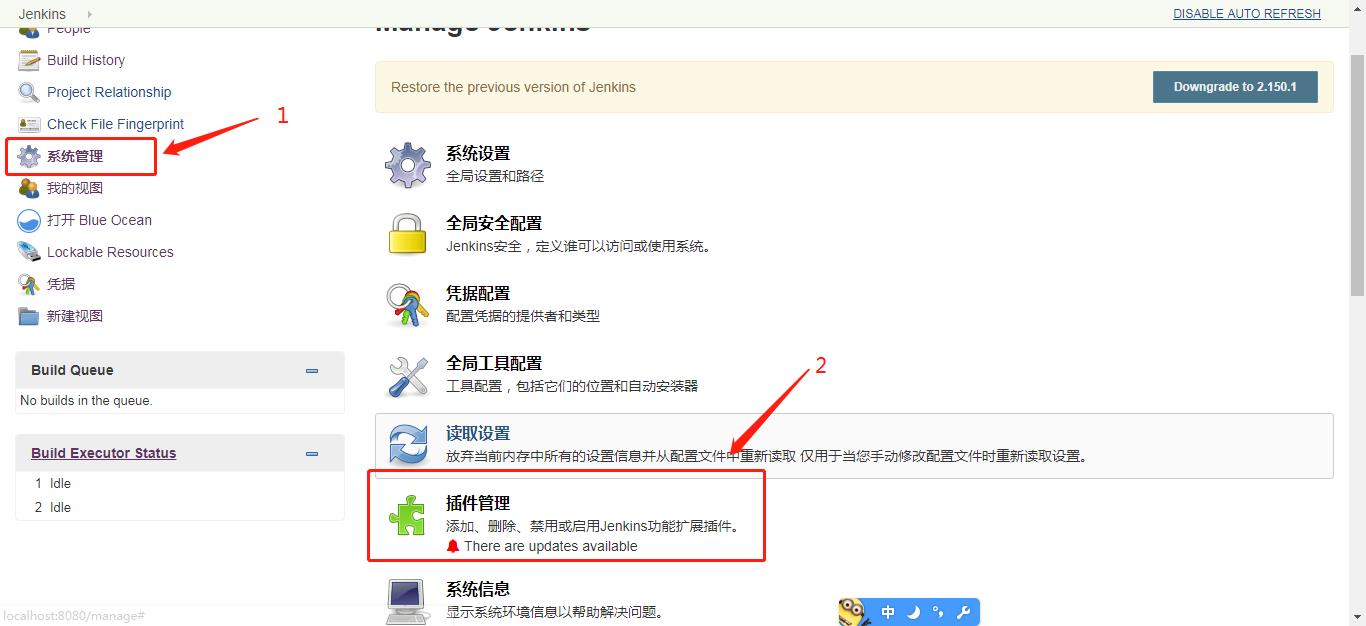 Jenkins
DISABLE AUTO REFRESH
People
Manage Jenkins
Build History
Project Relationship
Check File Fingerprint
系统管理
我的视图
打开 Blue Ocean
Lockable Resources
凭据
新建视图
1
Build Queue
No builds in the queue.
Build Executor Status
1 Idle
2 Idle
Restore the previous version of Jenkins
Downgrade to 2.150.1
系统设置
全局设置和路径
全局安全配置
Jenkins安全，定义谁可以访问或使用系统。
凭据配置
配置凭据的提供者和类型
全局工具配置
工具配置，包括它们的位置和自动安装器
2
读取设置
放弃当前内存中所有的设置信息并从配置文件中重新读取 仅用于当您手动修改配置文件时重新读取设置。
插件管理
添加、删除、禁用或启用Jenkins功能扩展插件。
There are updates available
系统信息
显示系统环境信息以帮助解决问题。
localhost:8080/manage#
中